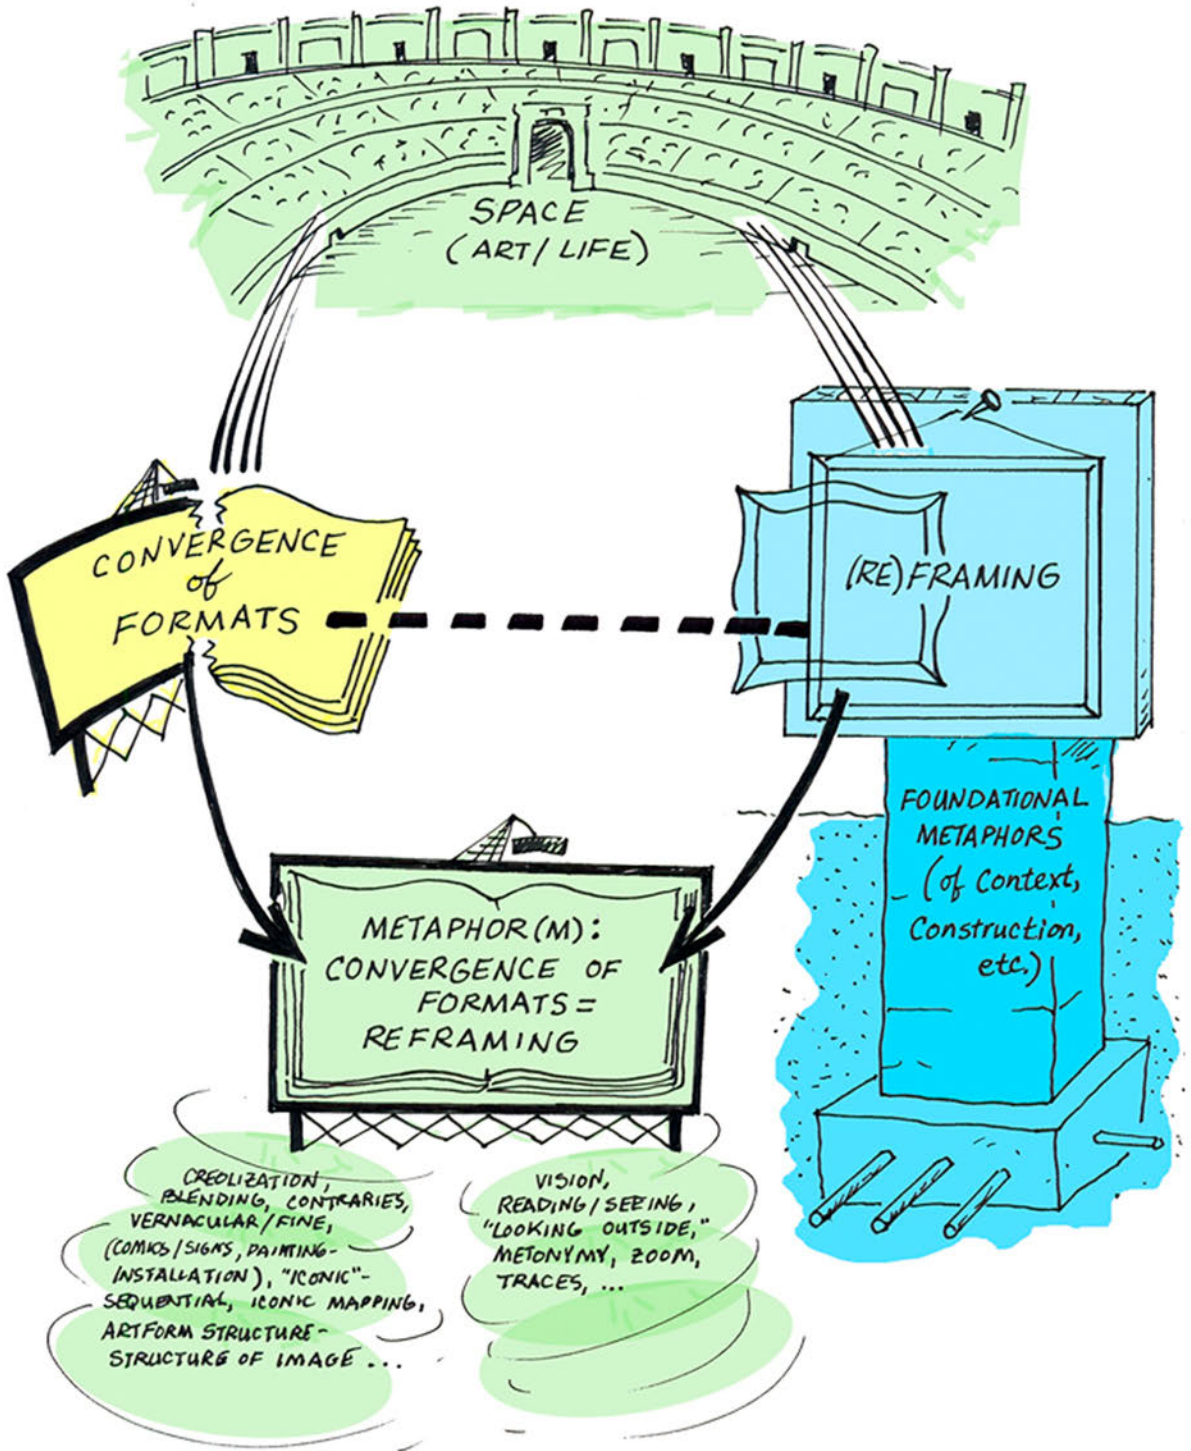 SPACE
(ART/LIFE)
CONVERGENCE
of
FORMATS
(RE)FRAMING
FOUNDATIONAL
METAPHORS
(of Context,
Construction,
etc.)
METAPHOR(M):
CONVERGENCE OF
FORMATS =
REFRAMING
CREOLIZATION,
BLENDING, CONTRARIES,
VERNACULAR/FINE,
(COMICS/SIGNS, PAINTING-
INSTALLATION), "ICONIC"-
SEQUENTIAL, ICONIC MAPPING,
ARTFORM STRUCTURE-
STRUCTURE OF IMAGE ...
VISION,
READING/SEEING,
"LOOKING OUTSIDE,"
METONYMY, ZOOM,
TRACES, ...